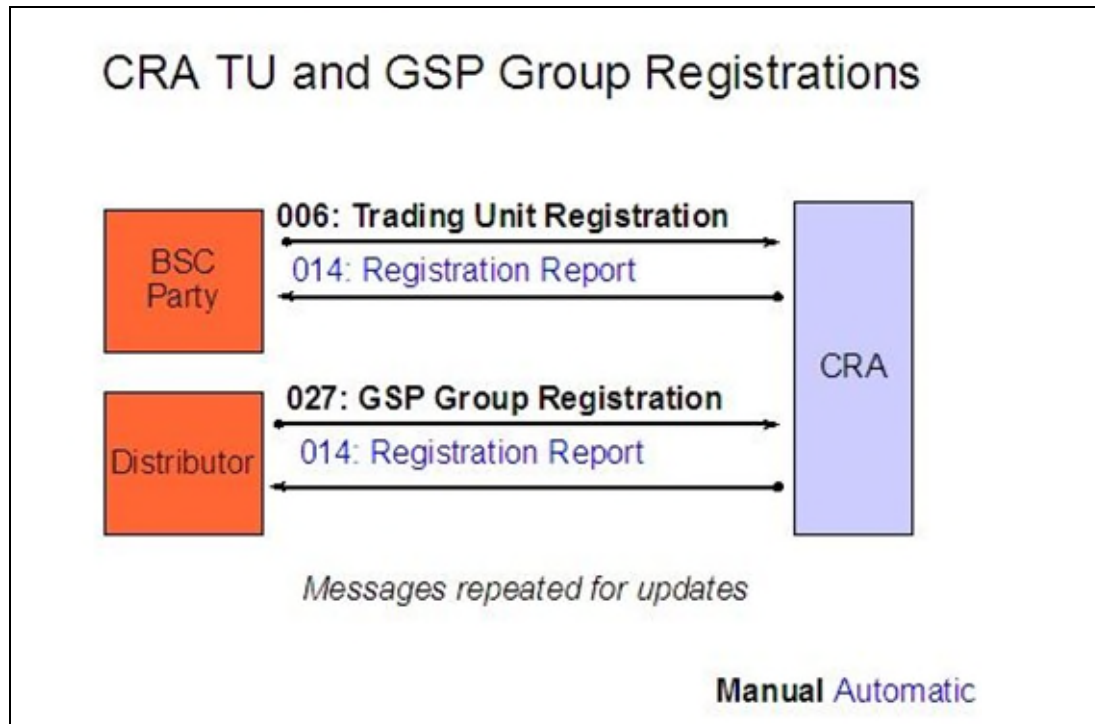 CRA TU and GSP Group Registrations
006: Trading Unit Registration
BSC
Party
014: Registration Report
CRA
027: GSP Group Registration
Distributor
014: Registration Report
Messages repeated for updates
Manual Automatic